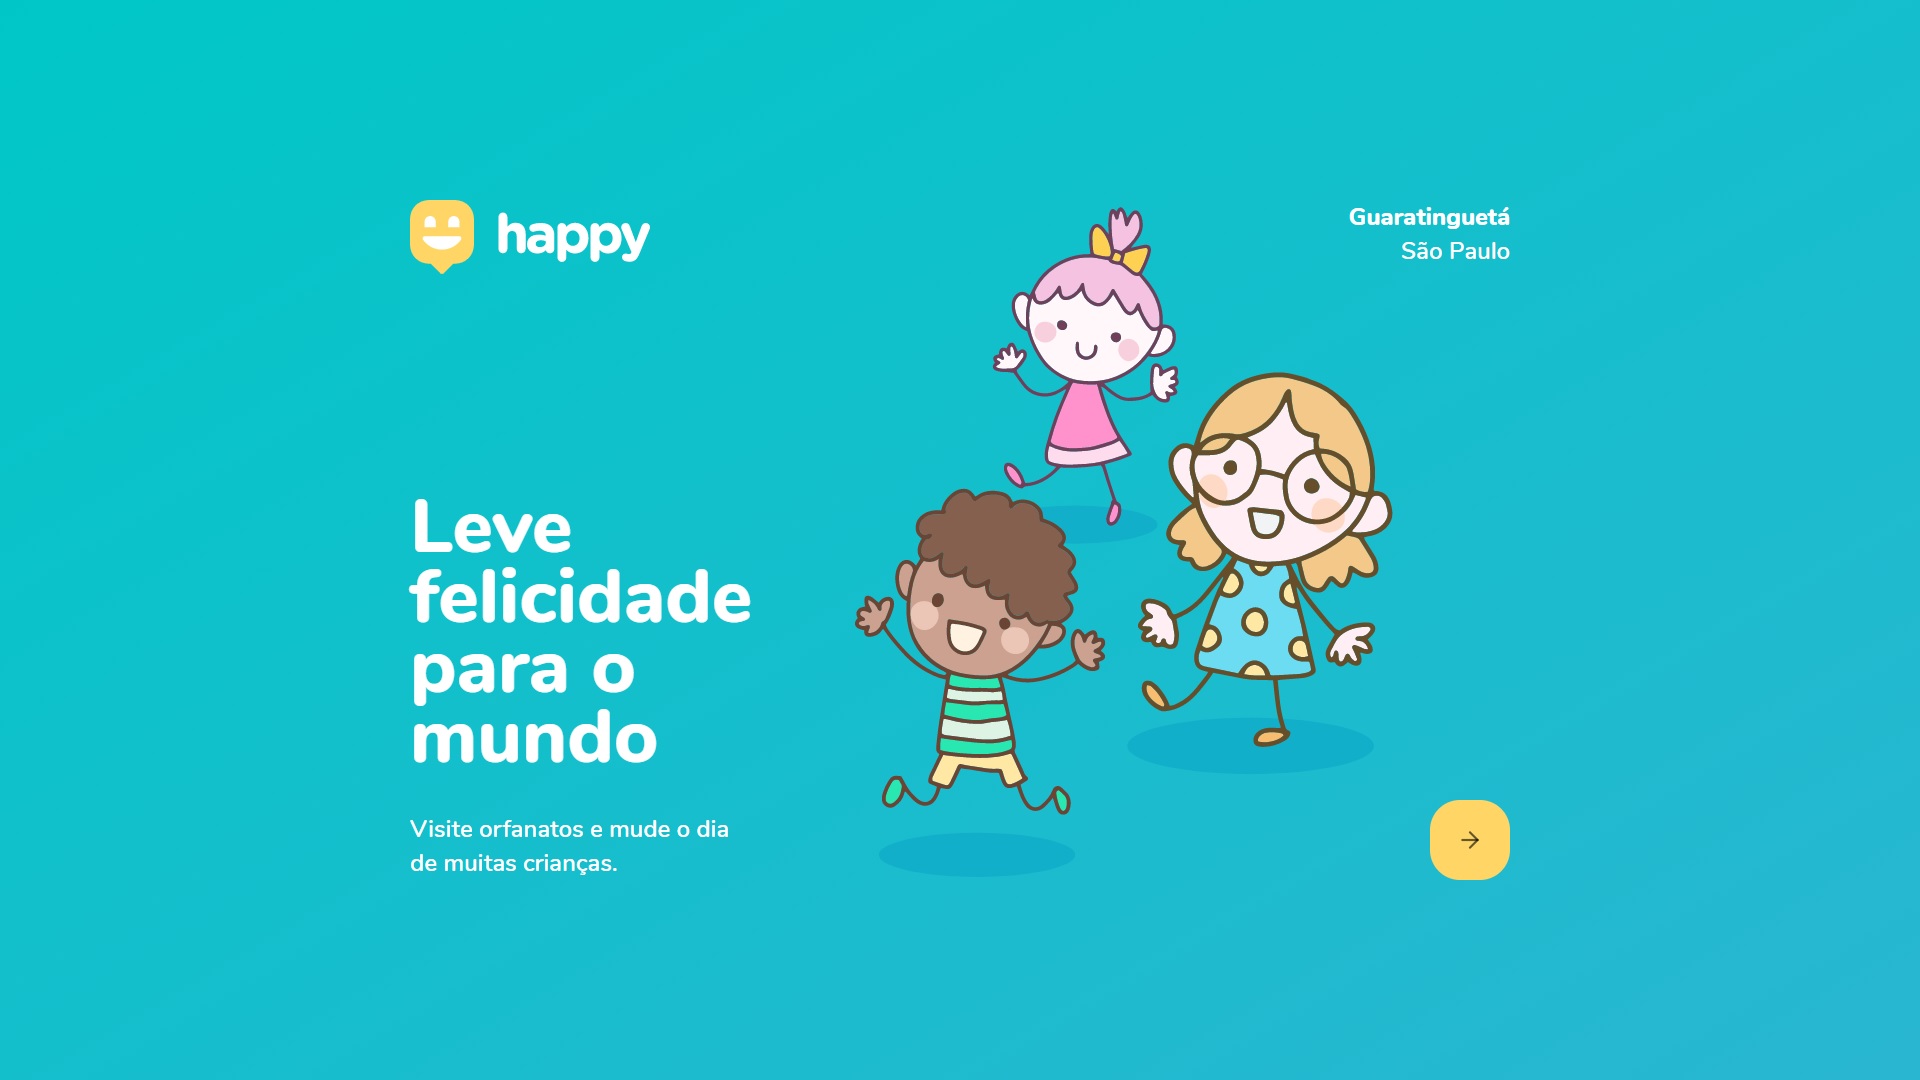 happy
Guaratinguetá
São Paulo
Leve
felicidade
para o
mundo
Visite orfanatos e mude o dia
de muitas crianças.